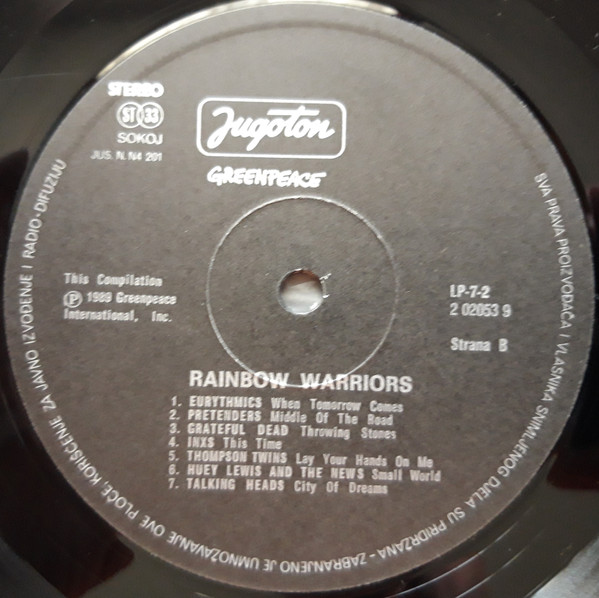 STEREO
ST 33
SOKOJ
JUS. N. N4 201
Jugoton
GREENPEACE
This Compilation
Ⓟ 1989 Greenpeace
International, Inc.
LP-7-2
2 02053 9
Strana B
RAINBOW WARRIORS
1. EURYTHMICS When Tomorrow Comes
2. PRETENDERS Middle Of The Road
3. GRATEFUL DEAD Throwing Stones
4. INXS This Time
5. THOMPSON TWINS Lay Your Hands On Me
6. HUEY LEWIS AND THE NEWS Small World
7. TALKING HEADS City Of Dreams
SVA PRAVA PROIZVOĐAČA I VLASNIKA SNIMLJENOG DJELA SU PRIDRŽANA - ZABRANJENO JE UMNOŽAVANJE OVE PLOČE, KORIŠĆENJE ZA JAVNO IZVOĐENJE I RADIO-DIFUZIJU